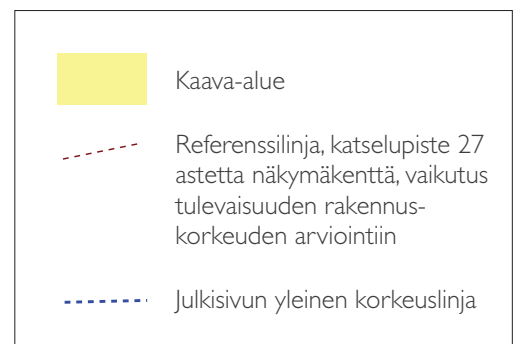 Kaava-alue
Referenssilinja, katselupiste 27
astetta näkymäkenttä, vaikutus
tulevaisuuden rakennus-
korkeuden arviointiin
Julkisivun yleinen korkeuslinja